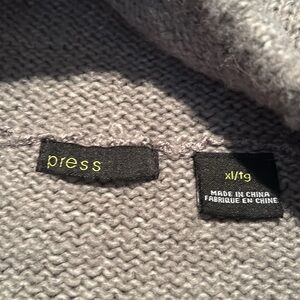 press
xl/tg
MADE IN CHINA
FABRIQUE EN CHINE